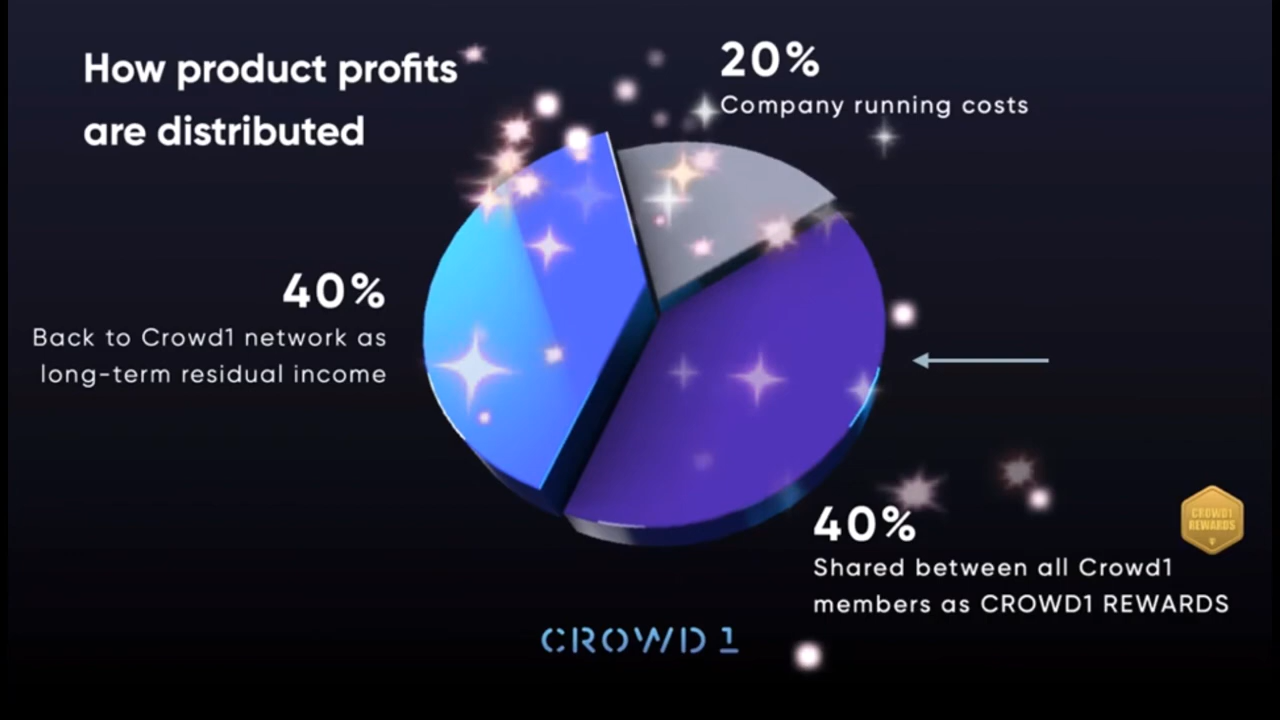 How product profits
are distributed
20%
Company running costs
40%
Back to Crowd1 network as
long-term residual income
40%
Shared between all Crowd1
members as CROWD1 REWARDS
CROWD1
REWARDS
CROWD 1